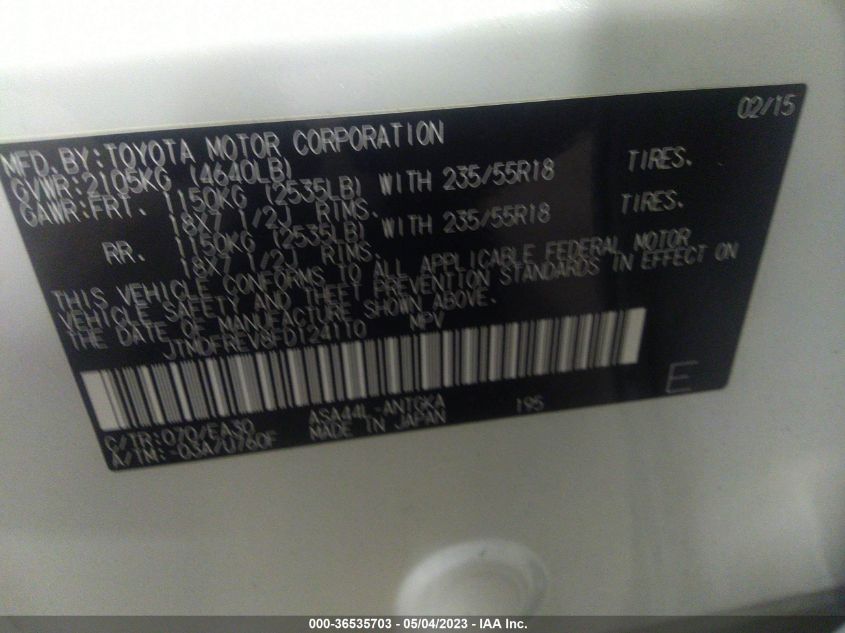 02/15
MFD.BY:TOYOTA MOTOR CORPORATION
GVWR:2105KG (4640LB)
GAWR:FRT. 1150KG (2535LB) WITH 235/55R18 TIRES.
18X7 1/2J RIMS.
RR. 1150KG (2535LB) WITH 235/55R18 TIRES.
18X7 1/2J RIMS.
THIS VEHICLE CONFORMS TO ALL APPLICABLE FEDERAL MOTOR
VEHICLE SAFETY AND THEFT PREVENTION STANDARDS IN EFFECT ON
THE DATE OF MANUFACTURE SHOWN ABOVE.
JTMDFREV8FD124110 MPV
E
C/TR:070/EA30 ASA44L-ANTGKA 195
A/TM:-03A/U760F MADE IN JAPAN
000-36535703 - 05/04/2023 - IAA Inc.